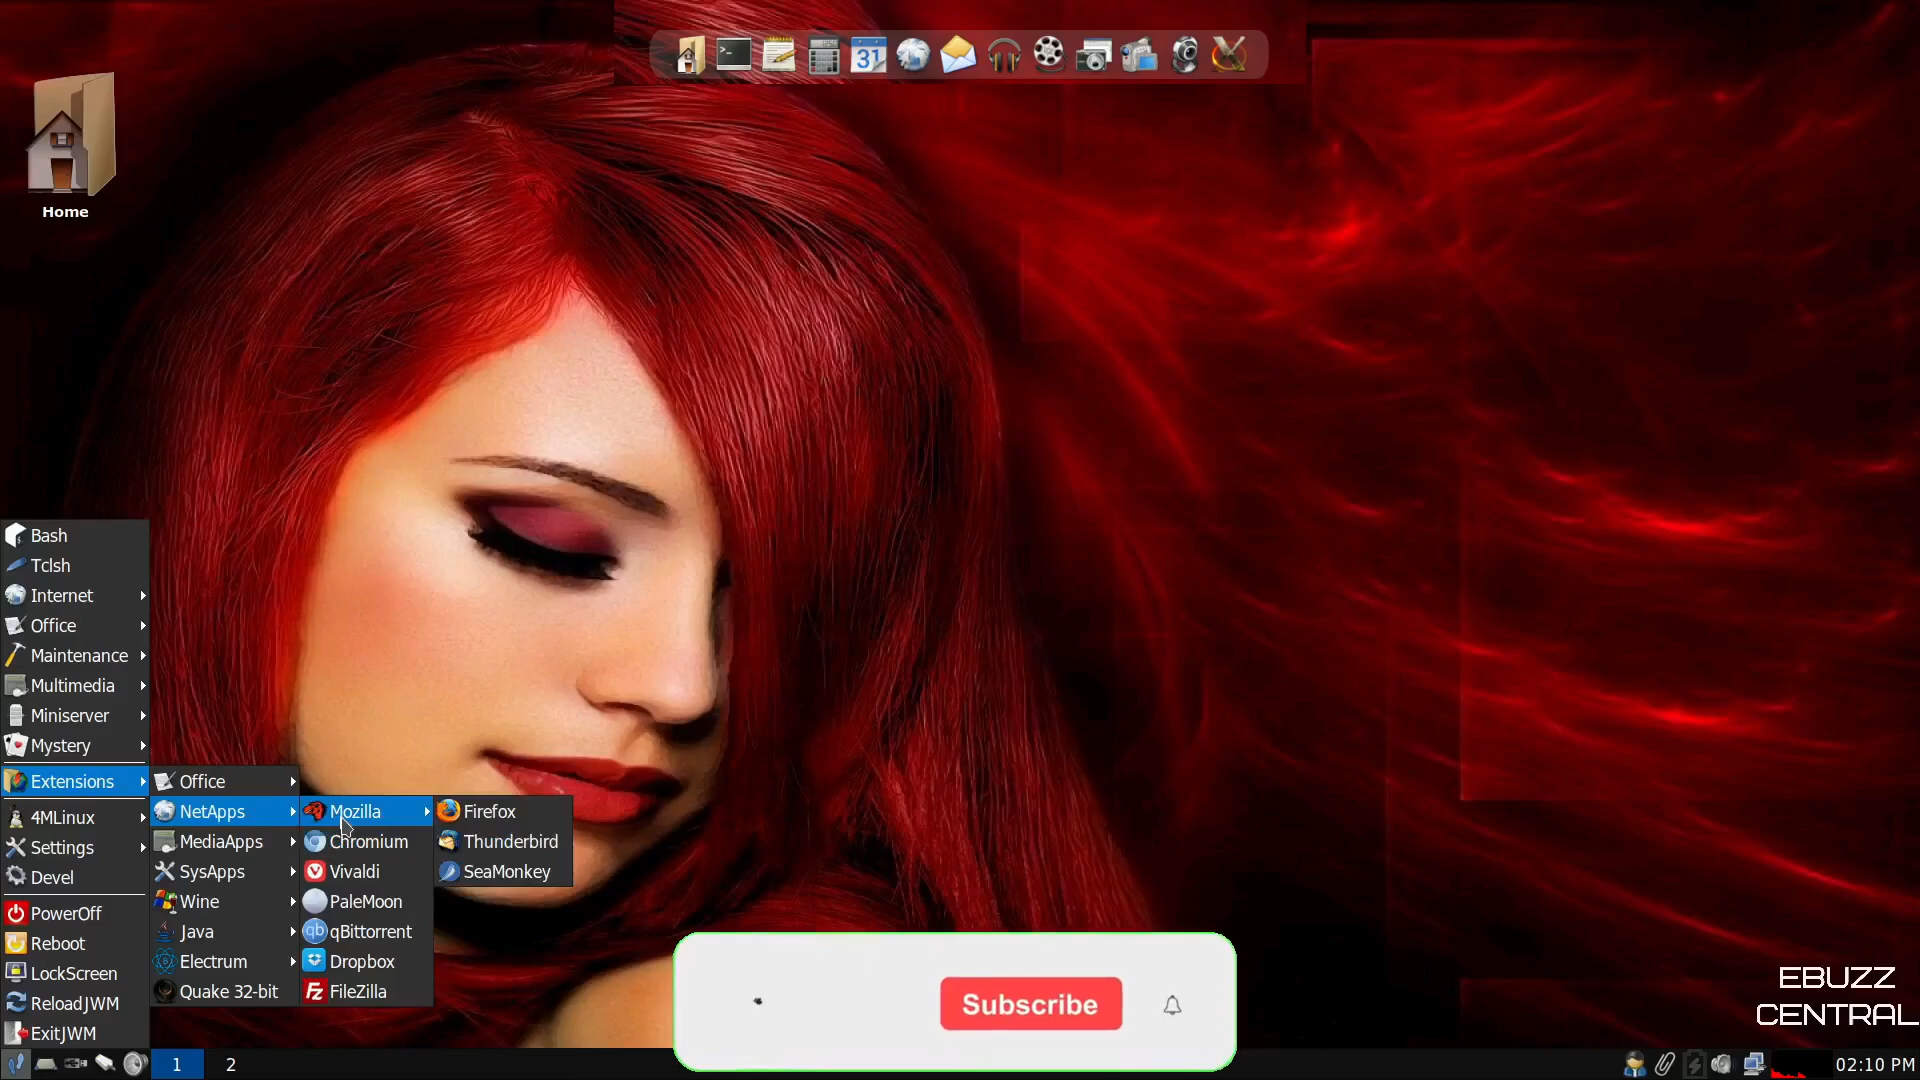 31
Home
Bash
Tclsh
Internet
Office
Maintenance
Multimedia
Miniserver
Mystery
Extensions
4MLinux
Settings
Devel
PowerOff
Reboot
LockScreen
ReloadJWM
ExitJWM
Office
NetApps
MediaApps
SysApps
Wine
Java
Electrum
Quake 32-bit
Mozilla
Chromium
Vivaldi
PaleMoon
qBittorrent
Dropbox
FileZilla
Firefox
Thunderbird
SeaMonkey
Subscribe
EBUZZ
CENTRAL
1
2
02:10 PM